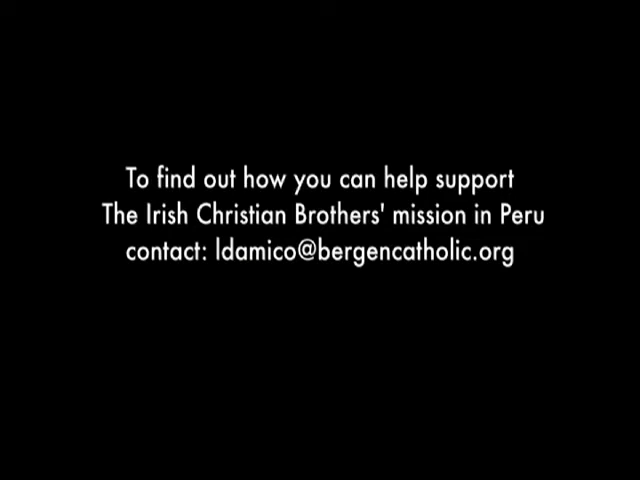 To find out how you can help support
The Irish Christian Brothers' mission in Peru
contact: ldamico@bergencatholic.org